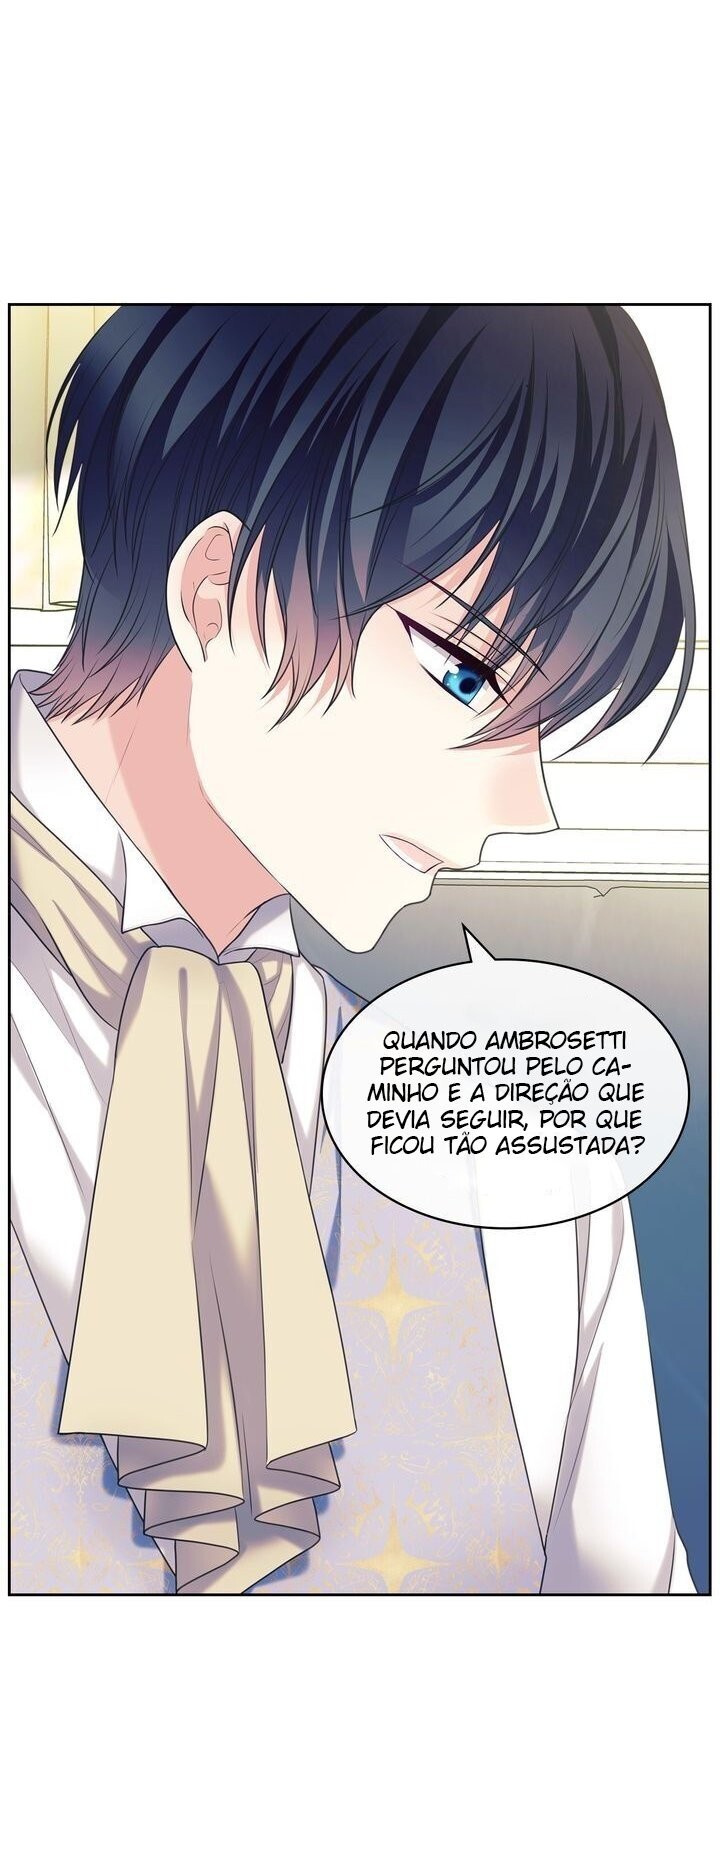 QUANDO AMBROSETTI
PERGUNTOU PELO CA-
MINHO E A DIREÇÃO QUE
DEVIA SEGUIR, POR QUE
FICOU TÃO ASSUSTADA?